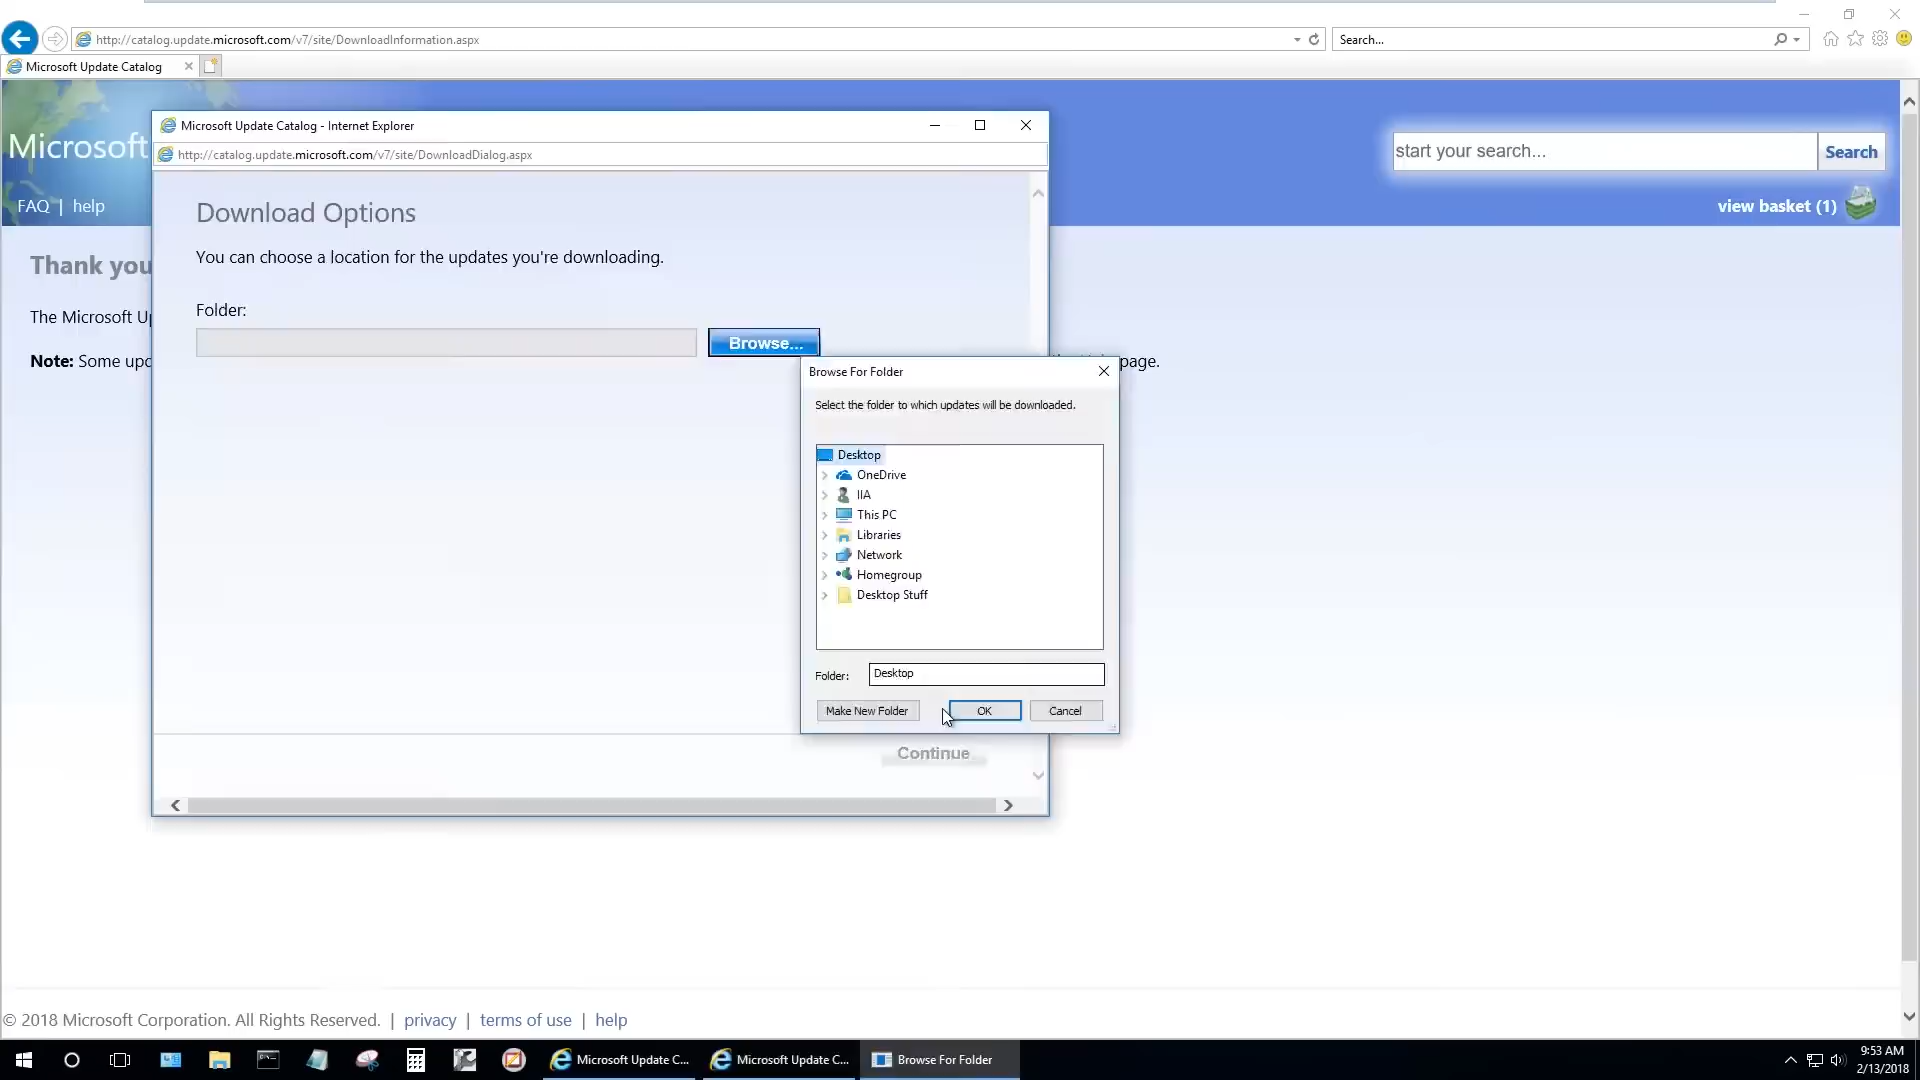 http://catalog.update.microsoft.com/v7/site/DownloadInformation.aspx
Search...
Microsoft Update Catalog
Microsoft Update Catalog - Internet Explorer
http://catalog.update.microsoft.com/v7/site/DownloadDialog.aspx
Microsoft
start your search...
Search
FAQ | help
view basket (1)
Download Options
You can choose a location for the updates you're downloading.
Thank you
Folder:
The Microsoft
Browse...
Note: Some
page.
Browse For Folder
Select the folder to which updates will be downloaded.
Desktop
OneDrive
IIA
This PC
Libraries
Network
Homegroup
Desktop Stuff
Folder: Desktop
Make New Folder
OK
Cancel
Continue
© 2018 Microsoft Corporation. All Rights Reserved. | privacy | terms of use | help
Microsoft Update C...
Microsoft Update C...
Browse For Folder
9:53 AM
2/13/2018